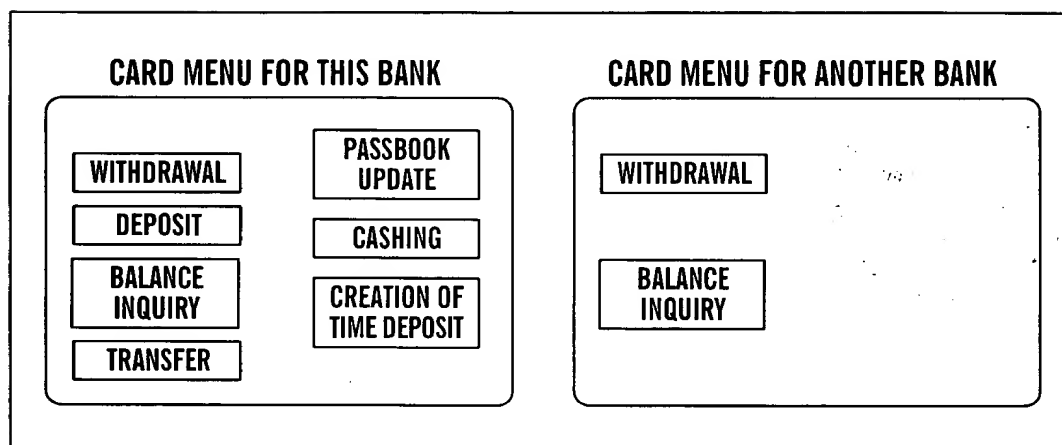 CARD MENU FOR THIS BANK
WITHDRAWAL
DEPOSIT
BALANCE
INQUIRY
TRANSFER
PASSBOOK
UPDATE
CASHING
CREATION OF
TIME DEPOSIT
CARD MENU FOR ANOTHER BANK
WITHDRAWAL
BALANCE
INQUIRY